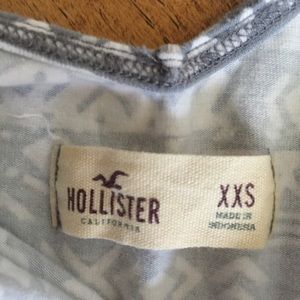 HOLLISTER
CALIFORNIA
XXS
MADE IN
INDONESIA